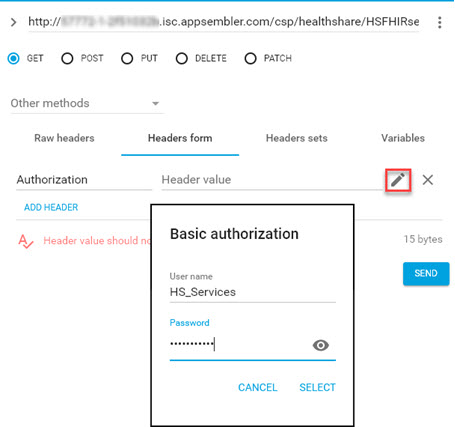 http://.isc.appsembler.com/csp/healthshare/HSFHIRse
GET POST PUT DELETE PATCH
Other methods
Raw headers Headers form Headers sets Variables
Authorization Header value
ADD HEADER
Header value should no
15 bytes
SEND
Basic authorization
User name
HS_Services
Password
•••••••••••
CANCEL SELECT